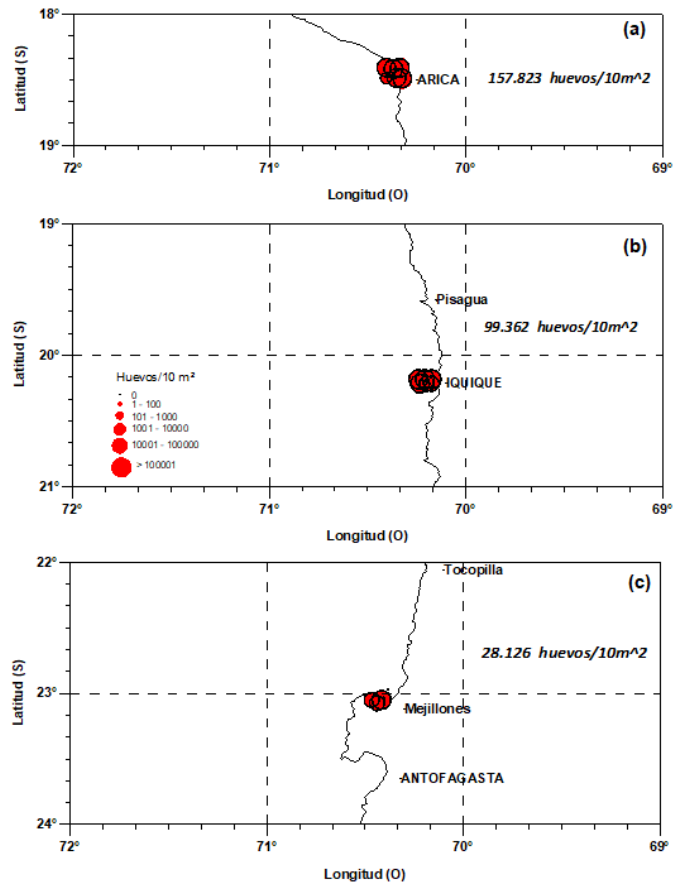 18°
(a)
ARICA
157.823 huevos/10m^2
Latitud (S)
19°
72°
71°
70°
69°
Longitud (O)
19°
(b)
Pisagua
99.362 huevos/10m^2
Latitud (S)
20°
Huevos/10 m²
0
1 - 100
101 - 1000
1001 - 10000
10001 - 100000
> 100001
IQUIQUE
21°
72°
71°
70°
69°
Longitud (O)
22°
Tocopilla
(c)
28.126 huevos/10m^2
Latitud (S)
23°
Mejillones
ANTOFAGASTA
24°
72°
71°
70°
69°
Longitud (O)